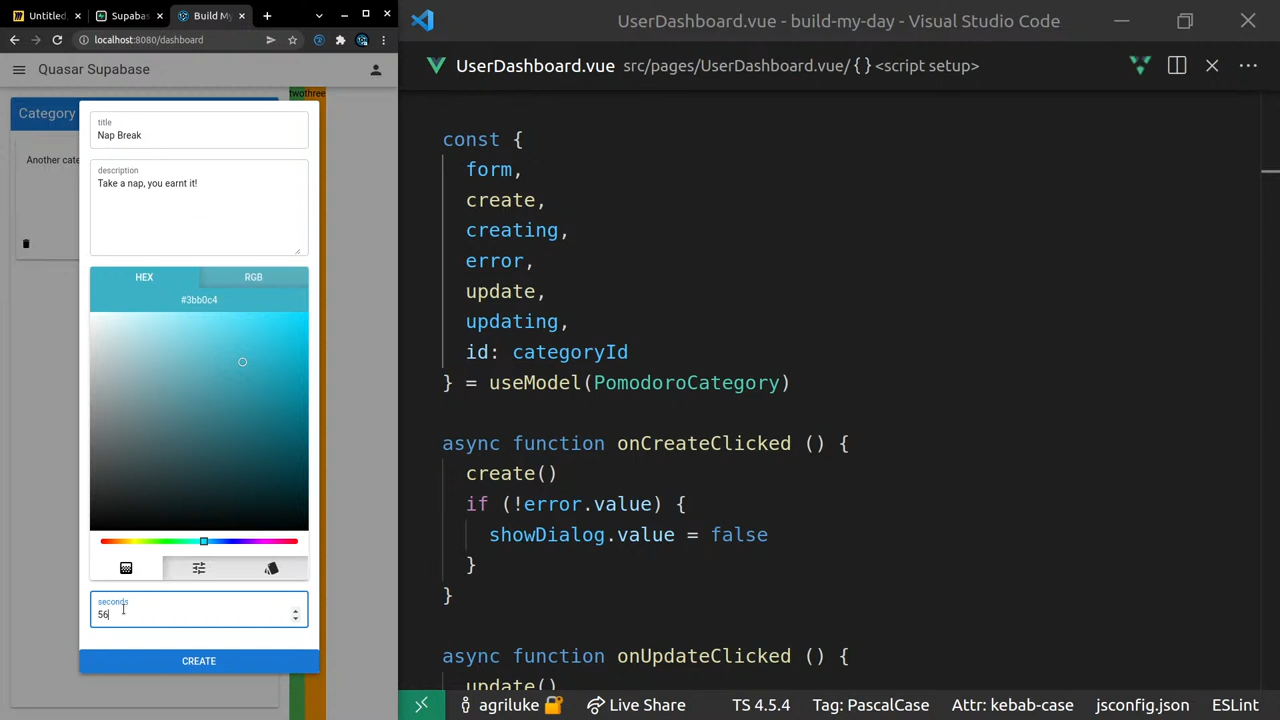 Untitled,
Supabas
Build My
localhost:8080/dashboard
Quasar Supabase
Category
twothree
Another cate
title
Nap Break
description
Take a nap, you earnt it!
HEX
RGB
#3bb0c4
seconds
56
CREATE
UserDashboard.vue - build-my-day - Visual Studio Code
UserDashboard.vue src/pages/UserDashboard.vue/ {} <script setup>
const {
form,
create,
creating,
error,
update,
updating,
id: categoryId
} = useModel(PomodoroCategory)
async function onCreateClicked () {
create()
if (!error.value) {
showDialog.value = false
}
}
async function onUpdateClicked () {
update()
agriluke
Live Share
TS 4.5.4
Tag: PascalCase
Attr: kebab-case
jsconfig.json
ESLint